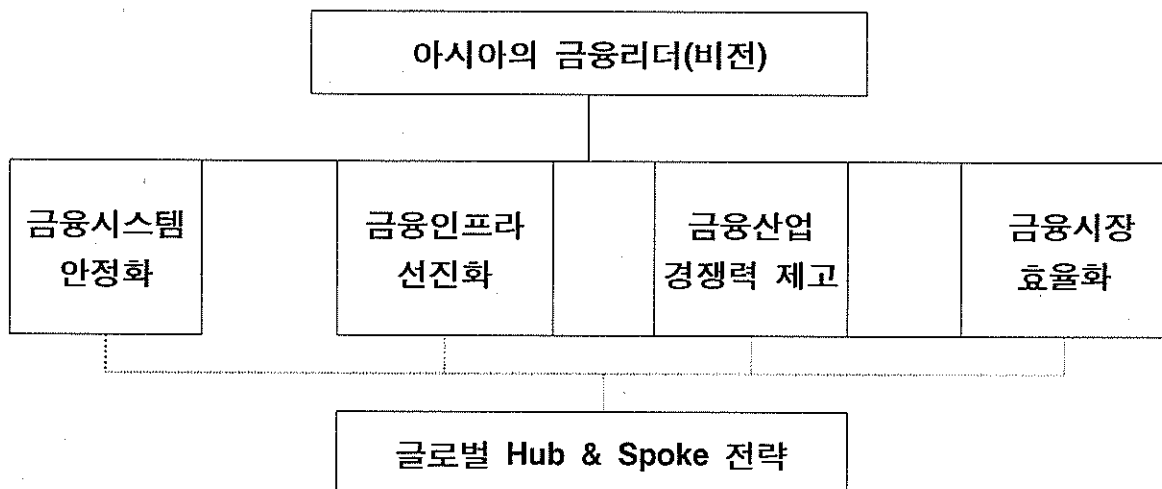 아시아의 금융리더(비전)
금융시스템
안정화
금융인프라
선진화
금융산업
경쟁력 제고
금융시장
효율화
글로벌 Hub & Spoke 전략